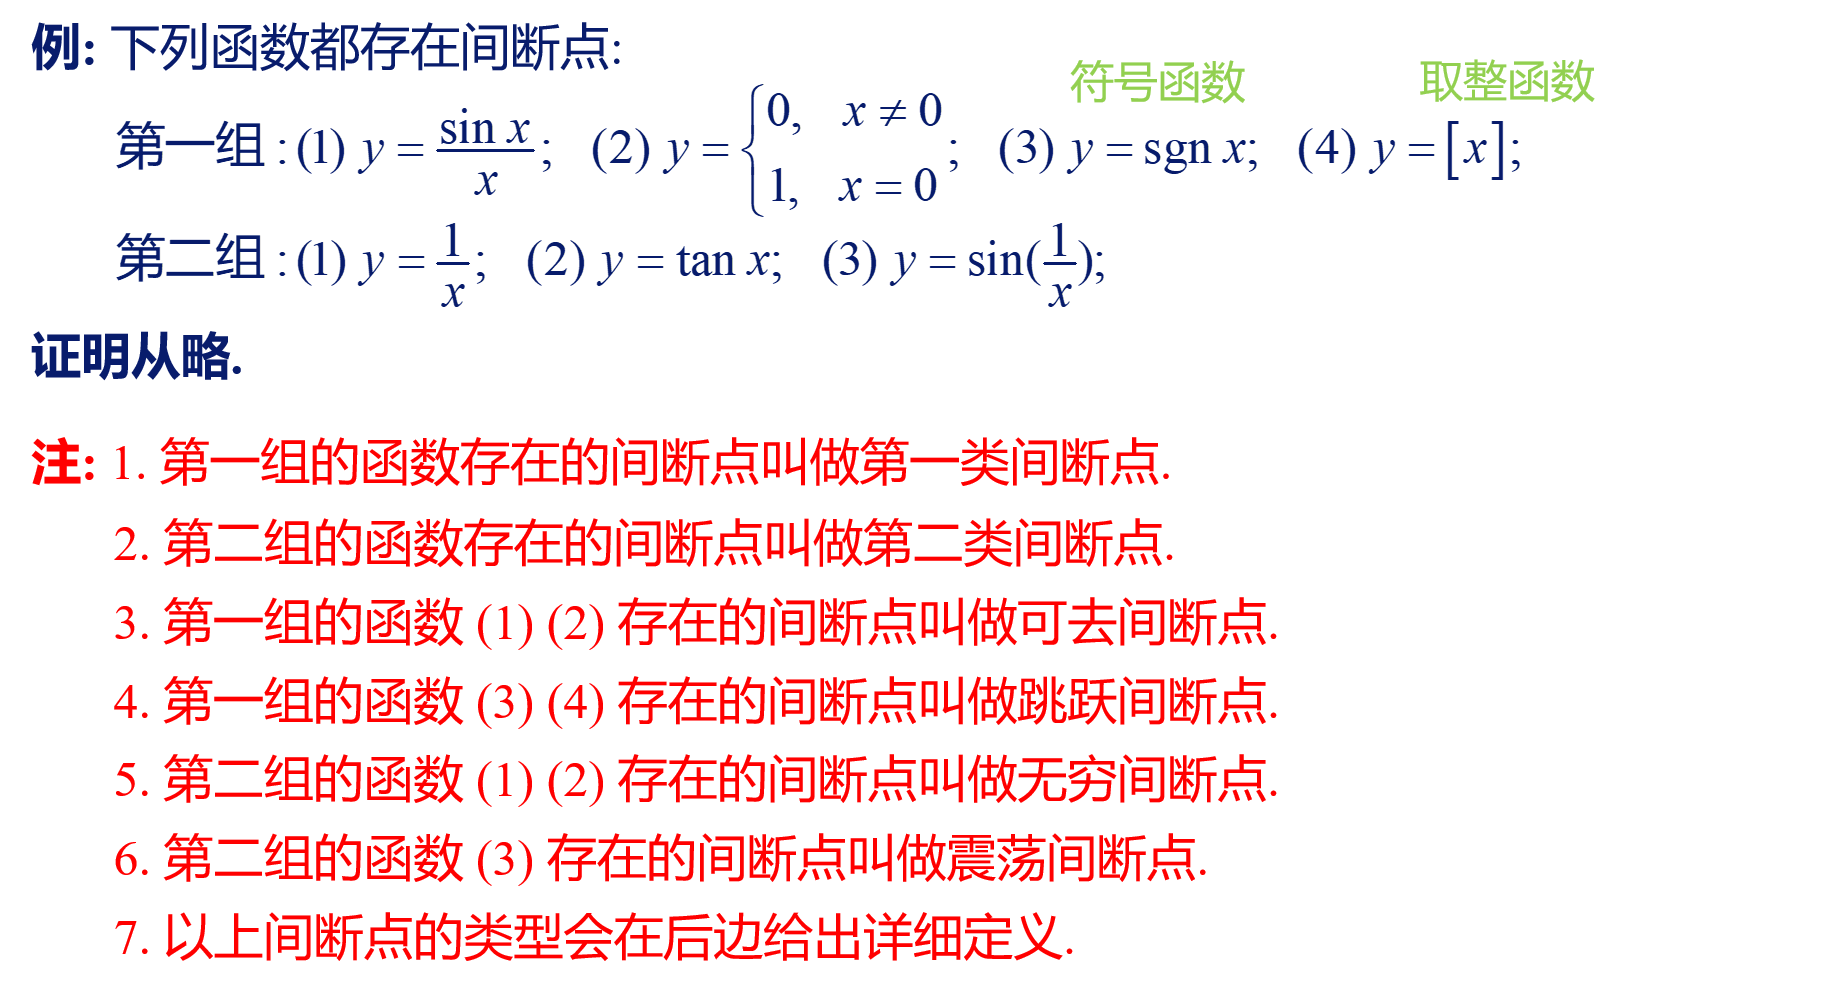 例: 下列函数都存在间断点:
符号函数 取整函数
第一组 : (1) y = \frac{sin x}{x}; (2) y = \begin{cases} 0, & x ≠ 0 \\ 1, & x = 0 \end{cases}; (3) y = sgn x; (4) y = [x];
第二组 : (1) y = \frac{1}{x}; (2) y = tan x; (3) y = sin(\frac{1}{x});
证明从略.
注: 1. 第一组的函数存在的间断点叫做第一类间断点.
2. 第二组的函数存在的间断点叫做第二类间断点.
3. 第一组的函数 (1) (2) 存在的间断点叫做可去间断点.
4. 第一组的函数 (3) (4) 存在的间断点叫做跳跃间断点.
5. 第二组的函数 (1) (2) 存在的间断点叫做无穷间断点.
6. 第二组的函数 (3) 存在的间断点叫做震荡间断点.
7. 以上间断点的类型会在后边给出详细定义.